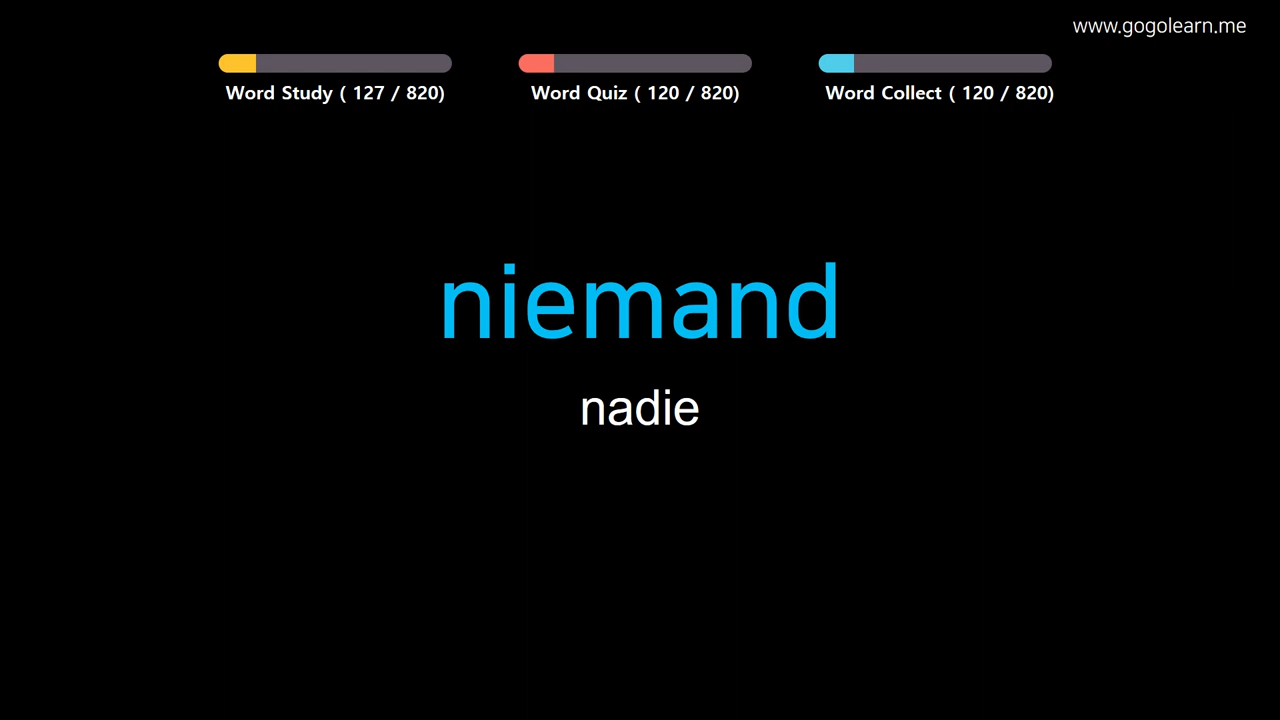 www.gogolearn.me
Word Study ( 127 / 820)
Word Quiz ( 120 / 820)
Word Collect ( 120 / 820)
niemand
nadie